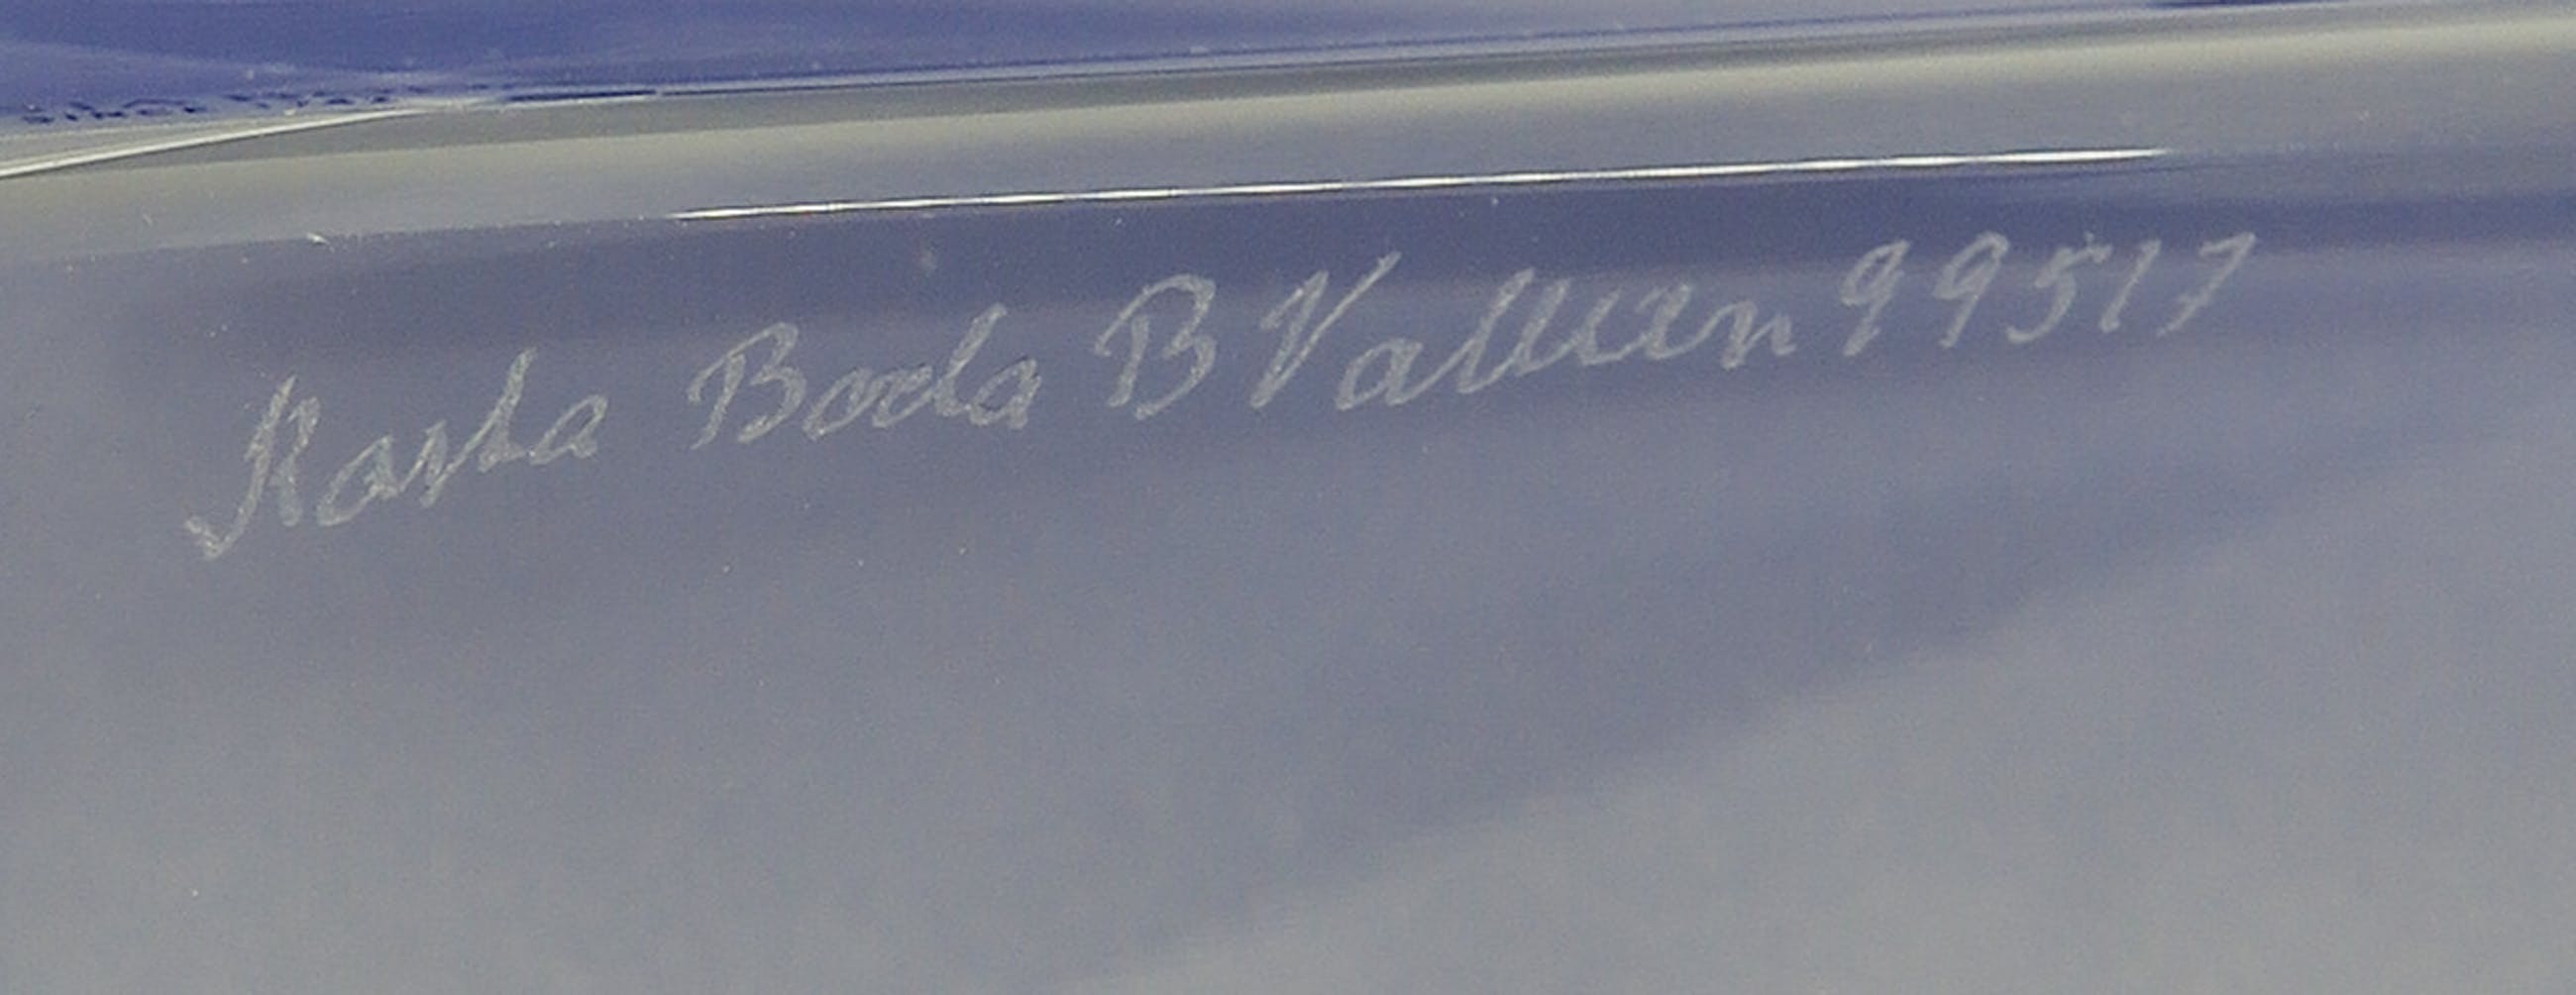 Kosta Boda B Vallien 99517